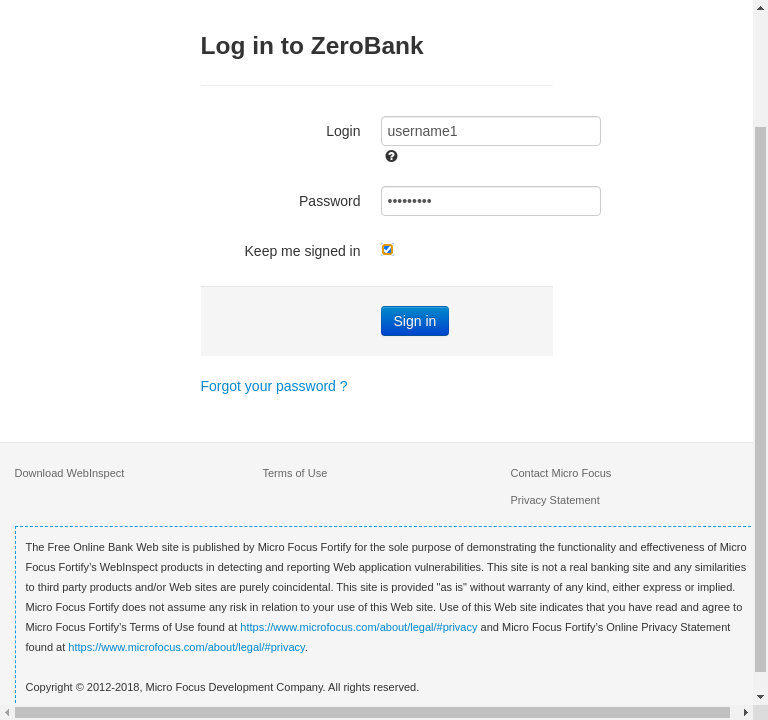 Log in to ZeroBank
Login
username1
Password
•••••••••
Keep me signed in
Sign in
Forgot your password ?
Download WebInspect
Terms of Use
Contact Micro Focus
Privacy Statement
The Free Online Bank Web site is published by Micro Focus Fortify for the sole purpose of demonstrating the functionality and effectiveness of Micro
Focus Fortify’s WebInspect products in detecting and reporting Web application vulnerabilities. This site is not a real banking site and any similarities
to third party products and/or Web sites are purely coincidental. This site is provided "as is" without warranty of any kind, either express or implied.
Micro Focus Fortify does not assume any risk in relation to your use of this Web site. Use of this Web site indicates that you have read and agree to
Micro Focus Fortify’s Terms of Use found at https://www.microfocus.com/about/legal/#privacy and Micro Focus Fortify’s Online Privacy Statement
found at https://www.microfocus.com/about/legal/#privacy.
Copyright © 2012-2018, Micro Focus Development Company. All rights reserved.